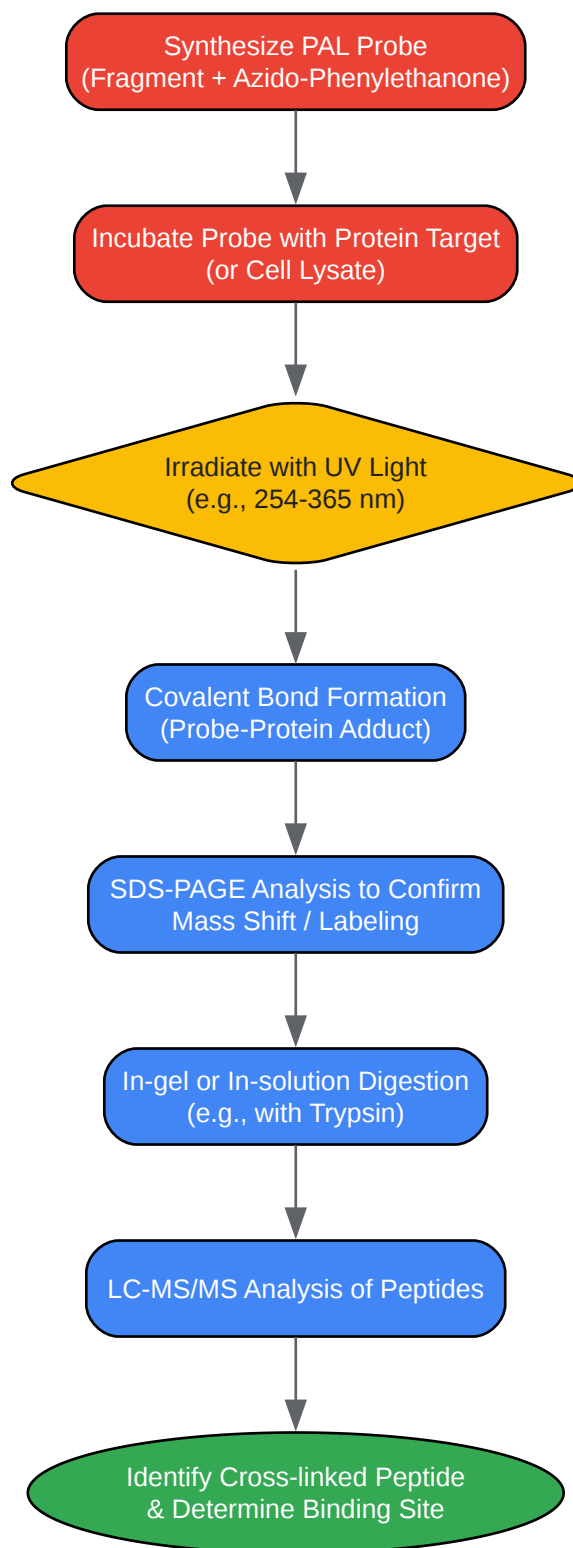 Synthesize PAL Probe
(Fragment + Azido-Phenylethanone)
Incubate Probe with Protein Target
(or Cell Lysate)
Irradiate with UV Light
(e.g., 254-365 nm)
Covalent Bond Formation
(Probe-Protein Adduct)
SDS-PAGE Analysis to Confirm
Mass Shift / Labeling
In-gel or In-solution Digestion
(e.g., with Trypsin)
LC-MS/MS Analysis of Peptides
Identify Cross-linked Peptide
& Determine Binding Site